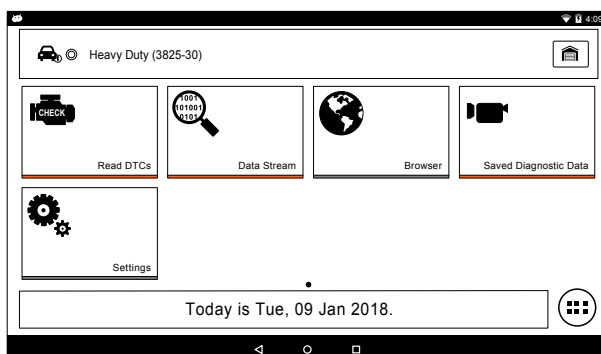 4:09
Heavy Duty (3825-30)
CHECK
Read DTCs
1001
101001
0101
Data Stream
Browser
Saved Diagnostic Data
Settings
Today is Tue, 09 Jan 2018.